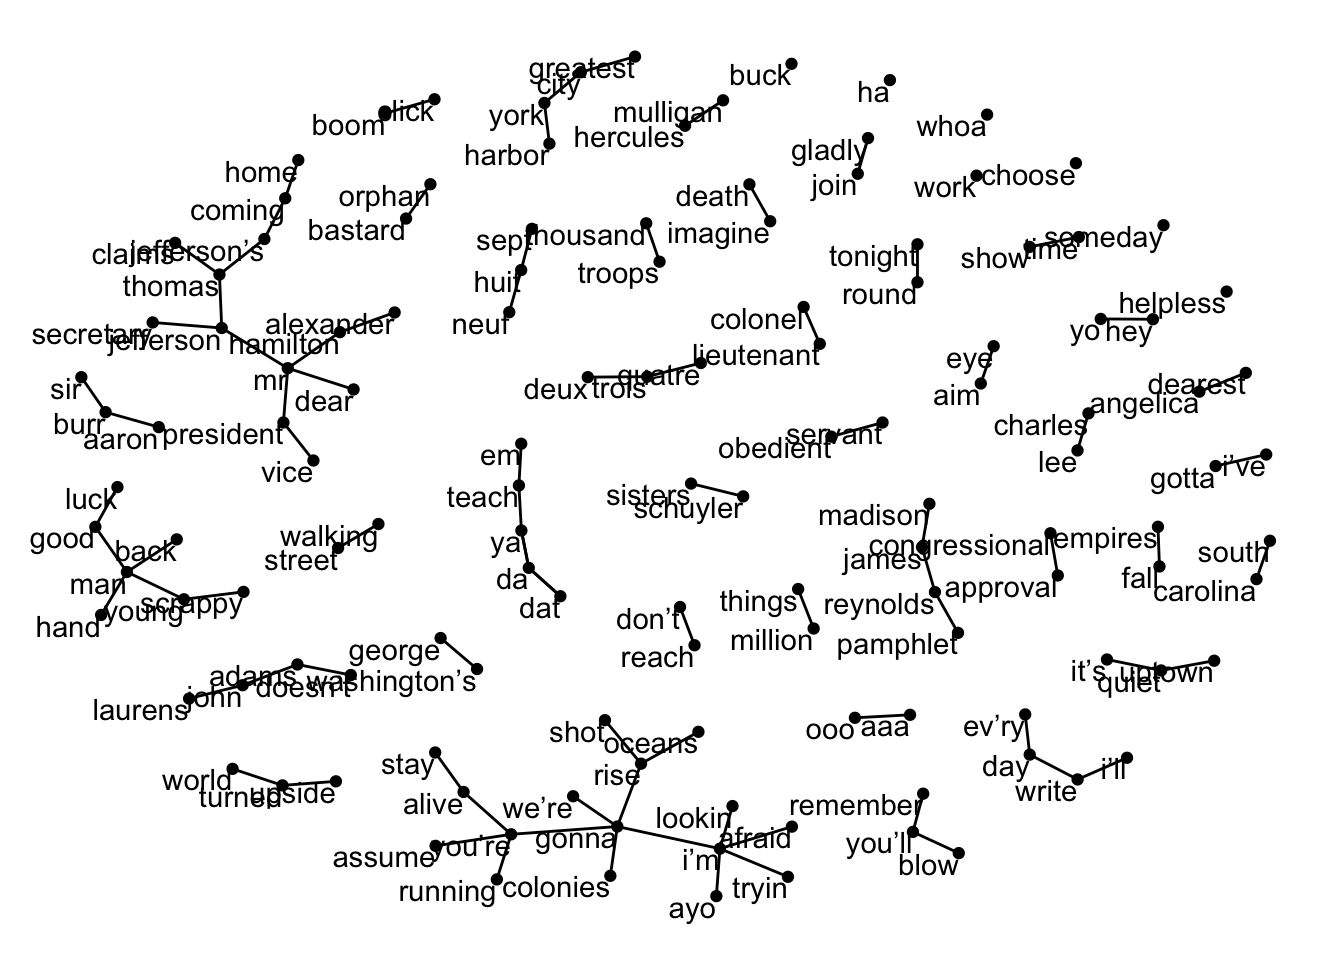 greatest
city
buck
ha
boom
lick
york
mulligan
hercules
whoa
harbor
gladly
join
home
coming
orphan
bastard
death
imagine
work
choose
claims
jefferson's
thomas
sept
thousand
troops
huit
neuf
tonight
round
show
time
someday
secretary
jefferson
hamilton
alexander
mr
dear
colonel
lieutenant
helpless
yo
hey
sir
burr
aaron
president
vice
deux
trois
quatre
eye
aim
dearest
angelica
charles
lee
obedient
servant
gotta
i've
em
teach
ya
da
dat
sisters
schuyler
luck
good
back
man
hand
young
scrappy
walking
street
madison
james
congressional
approval
reynolds
pamphlet
empires
fall
south
carolina
don't
reach
things
million
george
washington's
adams
doesn't
john
laurens
it's
quiet
uptown
shot
oceans
rise
ooo
aaa
ev'ry
day
write
i'll
world
turned
upside
stay
alive
we're
gonna
you're
assume
running
colonies
lookin
afraid
i'm
tryin
ayo
remember
you'll
blow